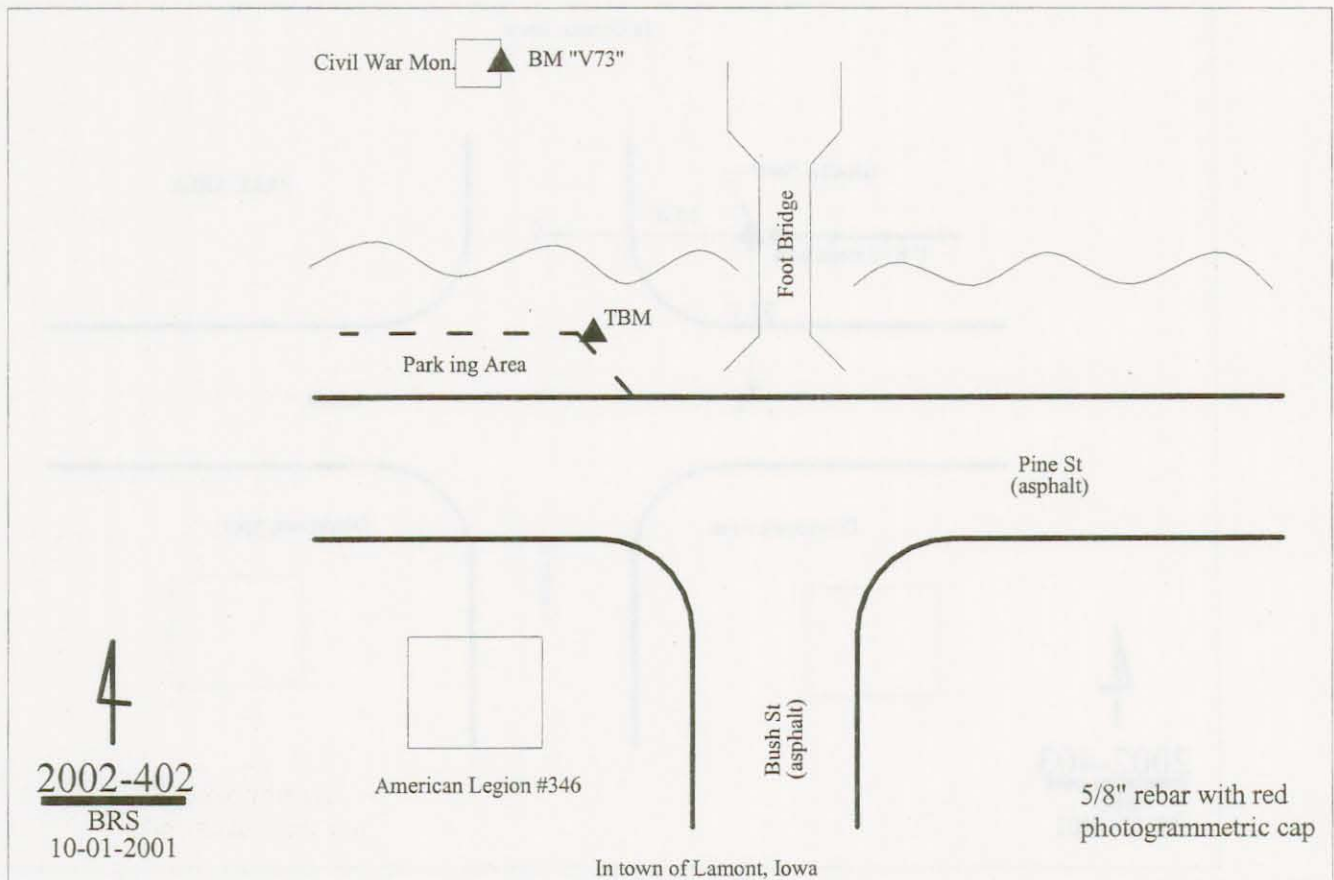 Civil War Mon.
BM "V73"
Foot Bridge
TBM
Park ing Area
Pine St
(asphalt)
Bush St
(asphalt)
American Legion #346
2002-402
BRS
10-01-2001
5/8" rebar with red
photogrammetric cap
In town of Lamont, Iowa